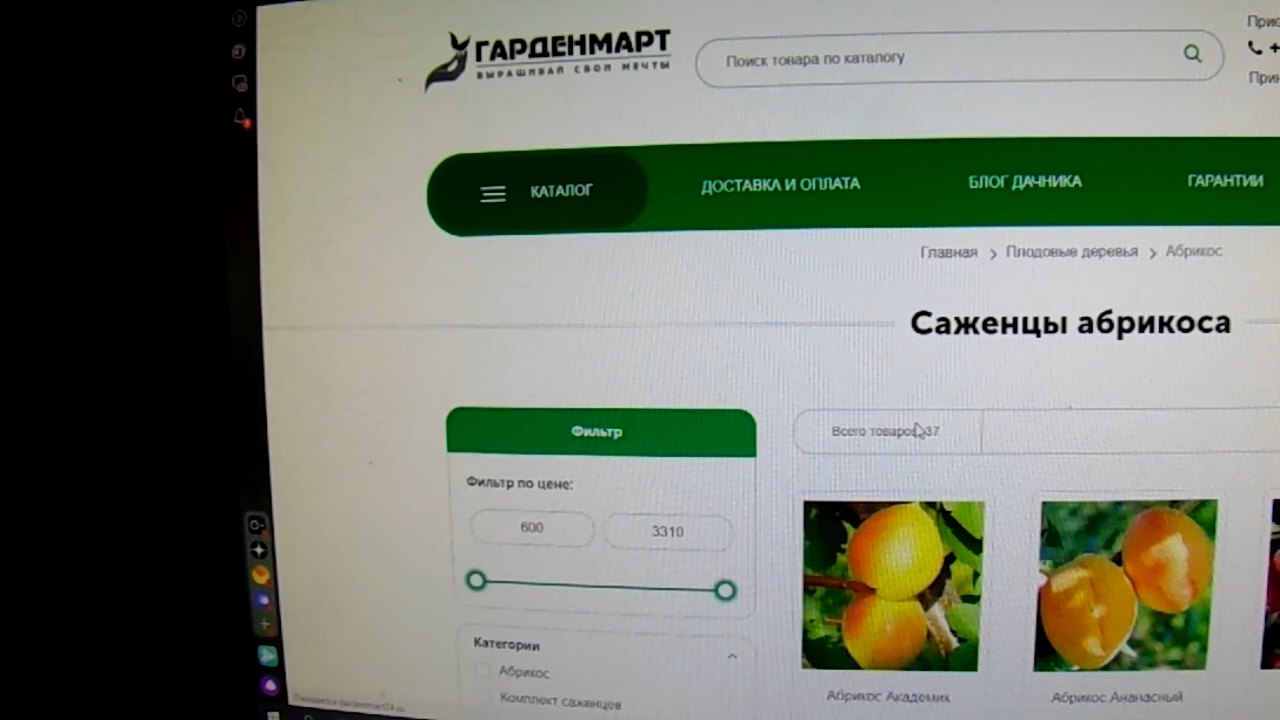 ГАРДЕНМАРТ
ВЫРАЩИВАЙ СВОИ МЕЧТЫ
Поиск товара по каталогу
КАТАЛОГ
ДОСТАВКА И ОПЛАТА
БЛОГ ДАЧНИКА
ГАРАНТИИ
Главная > Плодовые деревья > Абрикос
Саженцы абрикоса
Фильтр
Всего товаров 37
Фильтр по цене:
600
3310
Категории
Абрикос
Комплект саженцев
Абрикос Академик
Абрикос Ананасный